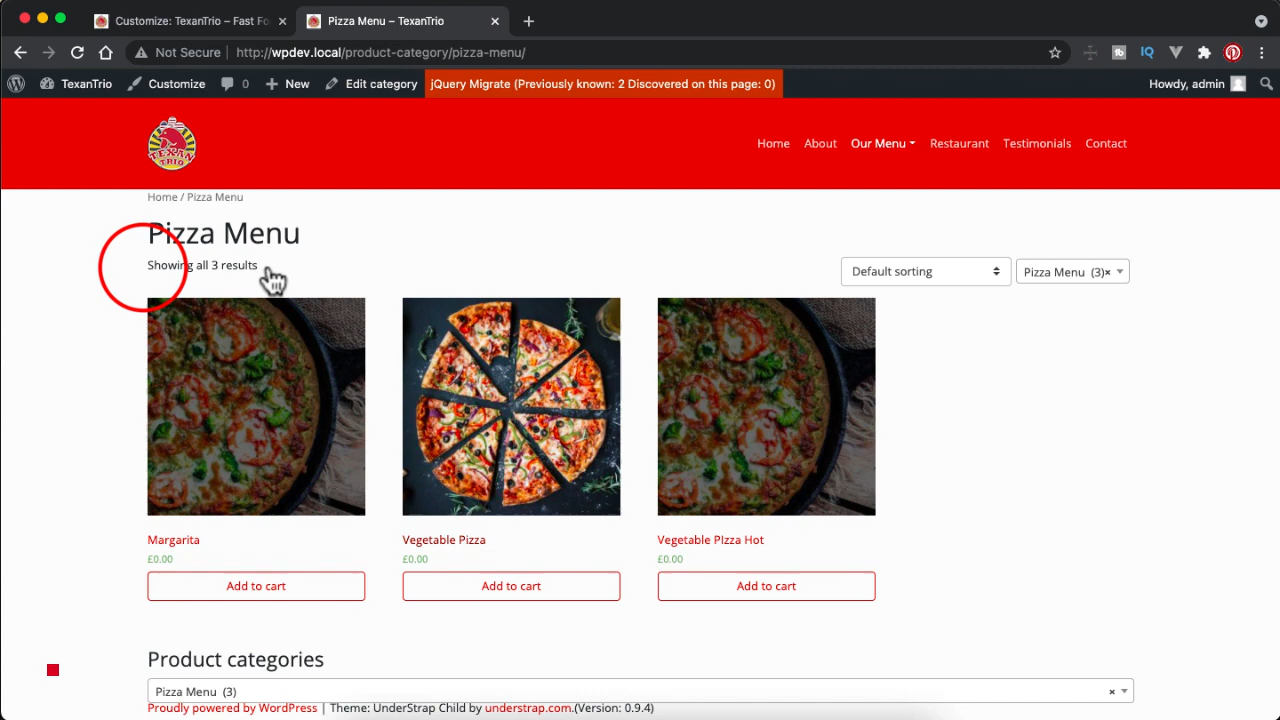 Customize: TexanTrio – Fast Fo
Pizza Menu – TexanTrio
Not Secure
http://wpdev.local/product-category/pizza-menu/
TexanTrio
Customize
0
New
Edit category
jQuery Migrate (Previously known: 2 Discovered on this page: 0)
Howdy, admin
TEXAN
TRIO
Home
About
Our Menu
Restaurant
Testimonials
Contact
Home / Pizza Menu
Pizza Menu
Showing all 3 results
Default sorting
Pizza Menu (3)×
Margarita
Vegetable Pizza
Vegetable PIzza Hot
£0.00
£0.00
£0.00
Add to cart
Add to cart
Add to cart
Product categories
Pizza Menu (3)
×
Proudly powered by WordPress | Theme: UnderStrap Child by understrap.com.(Version: 0.9.4)